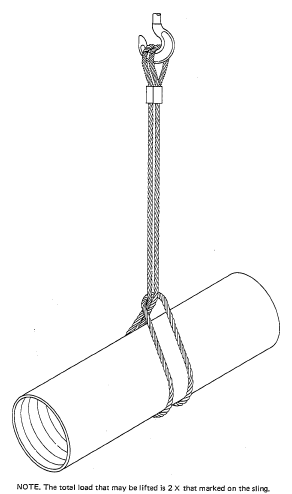 NOTE. The total load that may be lifted is 2 X that marked on the sling.